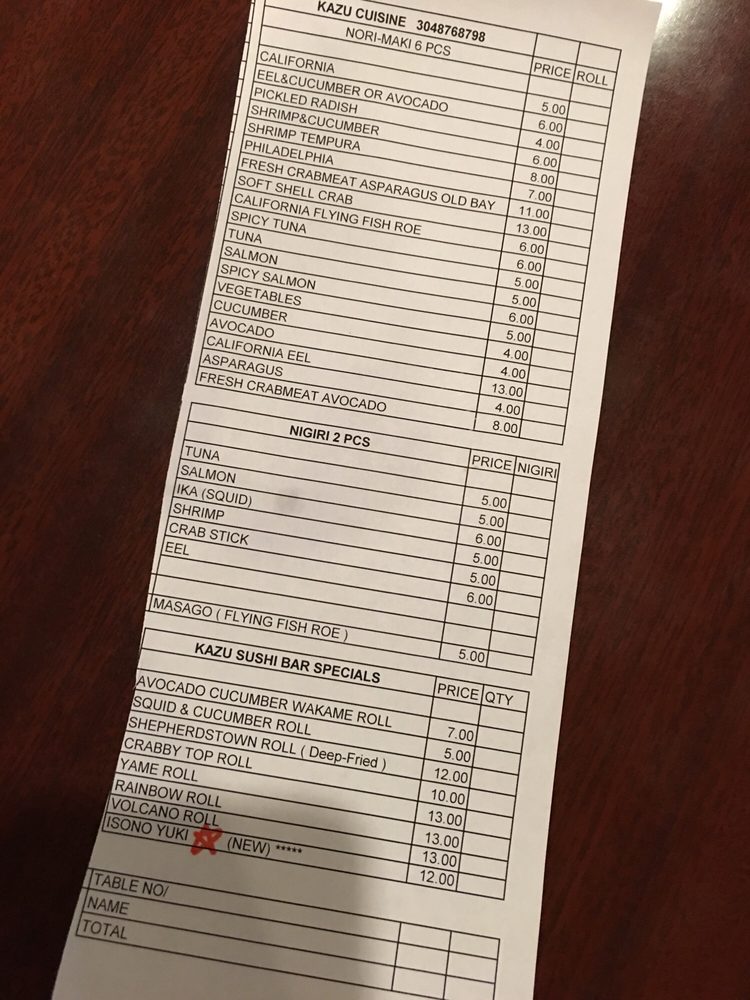 KAZU CUISINE 3048768798
NORI-MAKI 6 PCS PRICE ROLL
CALIFORNIA 5.00
EEL&CUCUMBER OR AVOCADO 6.00
PICKLED RADISH 4.00
SHRIMP&CUCUMBER 6.00
SHRIMP TEMPURA 8.00
PHILADELPHIA 7.00
FRESH CRABMEAT ASPARAGUS OLD BAY 11.00
SOFT SHELL CRAB 13.00
CALIFORNIA FLYING FISH ROE 6.00
SPICY TUNA 6.00
TUNA 5.00
SALMON 5.00
SPICY SALMON 6.00
VEGETABLES 5.00
CUCUMBER 4.00
AVOCADO 4.00
CALIFORNIA EEL 13.00
ASPARAGUS 4.00
FRESH CRABMEAT AVOCADO 8.00
NIGIRI 2 PCS PRICE NIGIRI
TUNA 5.00
SALMON 5.00
IKA (SQUID) 6.00
SHRIMP 5.00
CRAB STICK 5.00
EEL 6.00
MASAGO ( FLYING FISH ROE ) 5.00
KAZU SUSHI BAR SPECIALS PRICE QTY
AVOCADO CUCUMBER WAKAME ROLL 7.00
SQUID & CUCUMBER ROLL 5.00
SHEPHERDSTOWN ROLL ( Deep-Fried ) 12.00
CRABBY TOP ROLL 10.00
YAME ROLL 13.00
RAINBOW ROLL 13.00
VOLCANO ROLL 13.00
ISONO YUKI (NEW) ***** 12.00
TABLE NO/
NAME
TOTAL